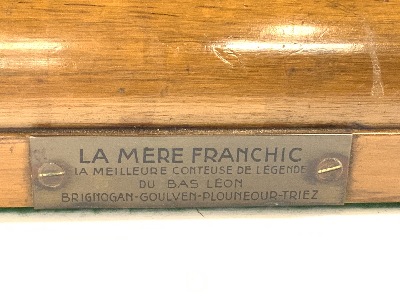 LA MÈRE FRANCHIC
LA MEILLEURE CONTEUSE DE LÉGENDE
DU BAS LÉON
BRIGNOGAN-GOULVEN-PLOUNEOUR-TRIEZ